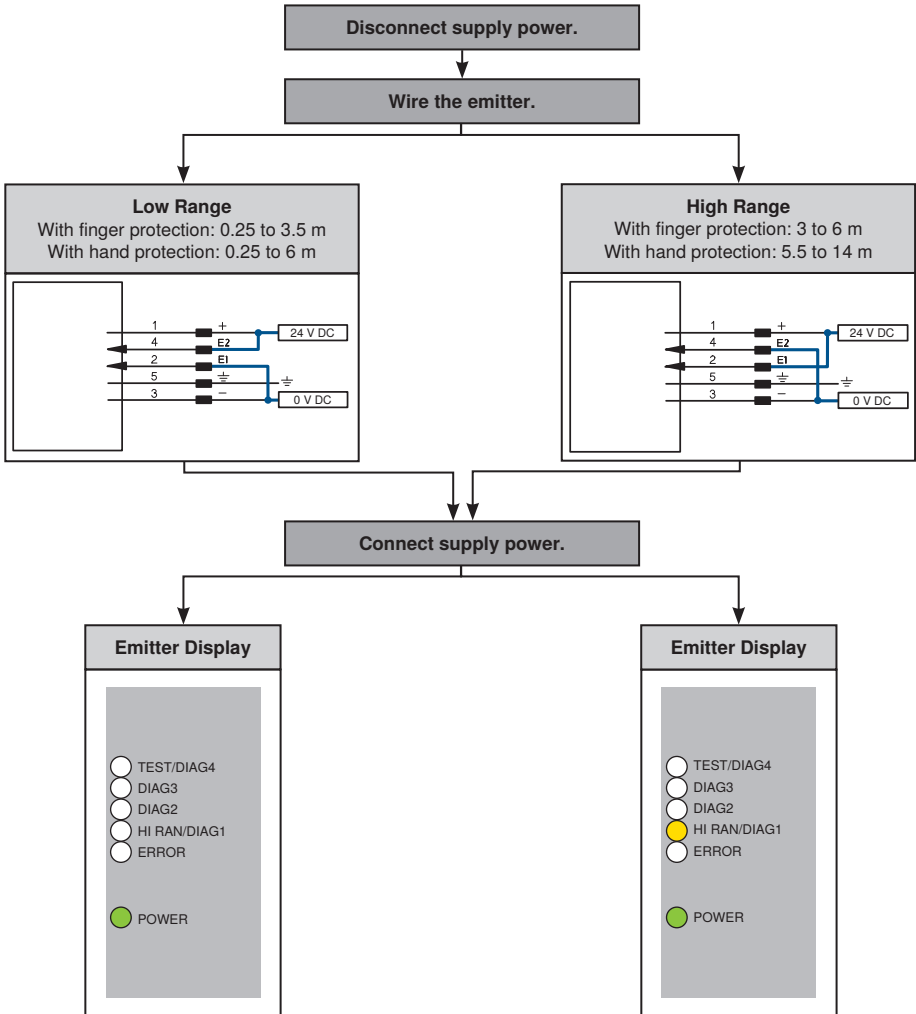 Disconnect supply power.
Wire the emitter.
Low Range
With finger protection: 0.25 to 3.5 m
With hand protection: 0.25 to 6 m
1 + 24 V DC
4 E2
2 E1
5
3 – 0 V DC
High Range
With finger protection: 3 to 6 m
With hand protection: 5.5 to 14 m
1 + 24 V DC
4 E2
2 E1
5
3 – 0 V DC
Connect supply power.
Emitter Display
TEST/DIAG4
DIAG3
DIAG2
HI RAN/DIAG1
ERROR
POWER
Emitter Display
TEST/DIAG4
DIAG3
DIAG2
HI RAN/DIAG1
ERROR
POWER